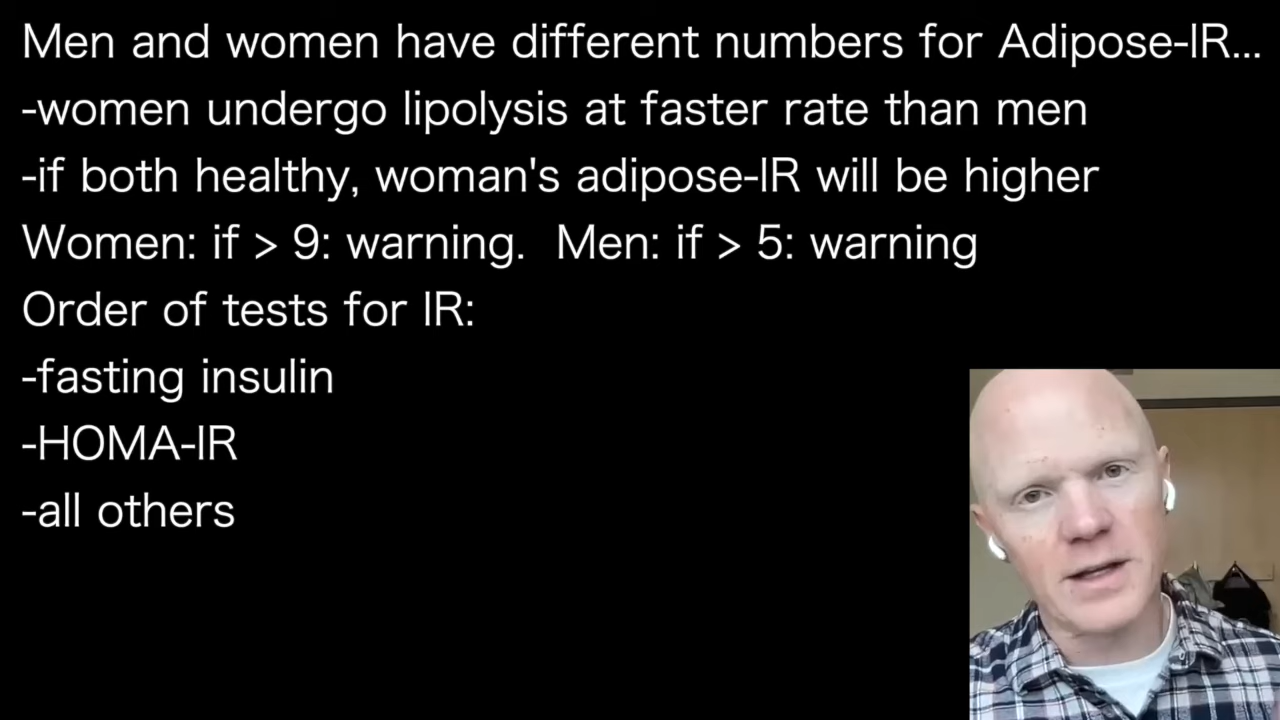 Men and women have different numbers for Adipose-IR...
-women undergo lipolysis at faster rate than men
-if both healthy, woman's adipose-IR will be higher
Women: if > 9: warning.  Men: if > 5: warning
Order of tests for IR:
-fasting insulin
-HOMA-IR
-all others